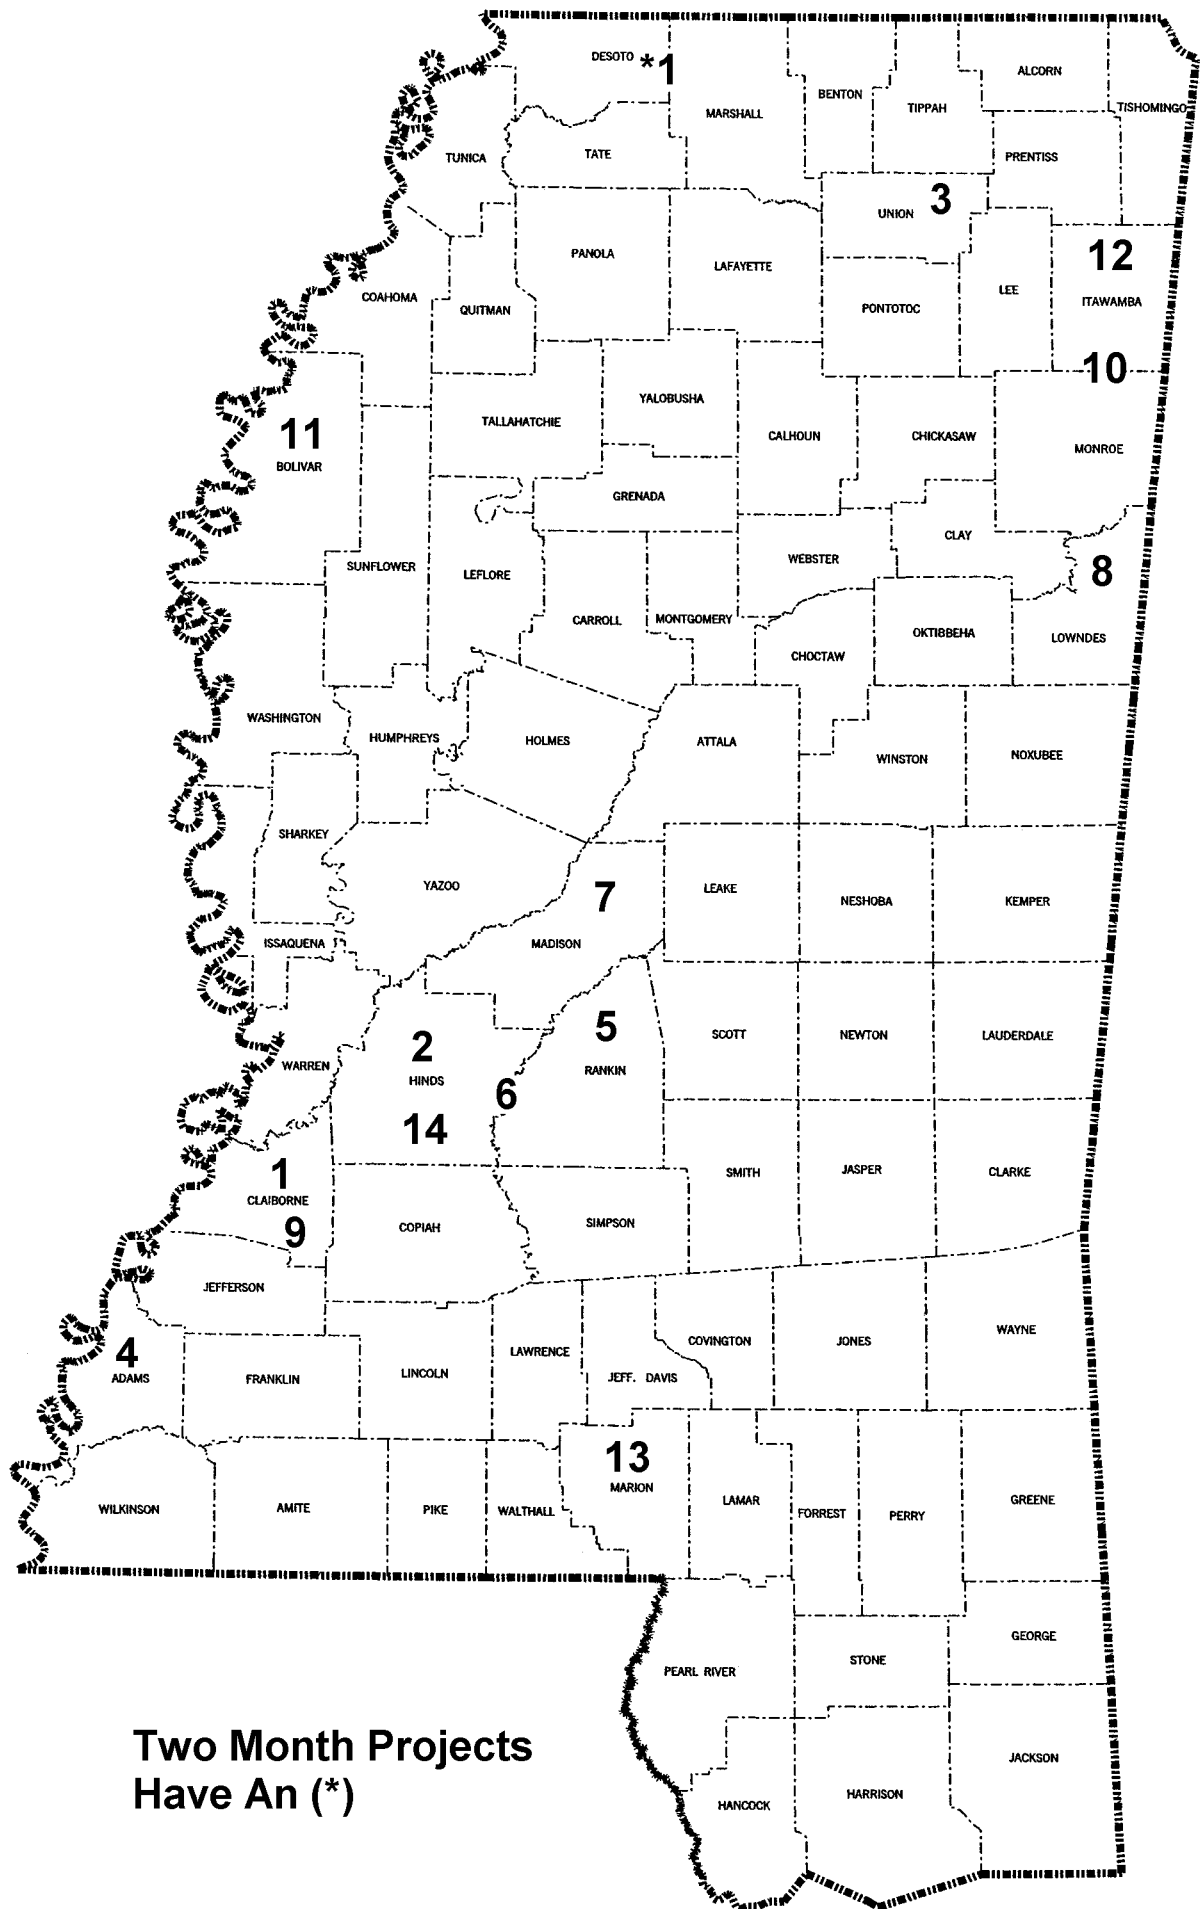 DESOTO *1
ALCORN
BENTON
TISHOMINGO
TIPPAH
MARSHALL
TUNICA
TATE
PRENTISS
3
UNION
PANOLA
LAFAYETTE
12
COAHOMA
QUITMAN
PONTOTOC
LEE
ITAWAMBA
10
YALOBUSHA
TALLAHATCHIE
11
BOLIVAR
CALHOUN
CHICKASAW
MONROE
GRENADA
CLAY
WEBSTER
8
SUNFLOWER
LEFLORE
CARROLL
MONTGOMERY
OKTIBBEHA
LOWNDES
CHOCTAW
WASHINGTON
HUMPHREYS
HOLMES
ATTALA
WINSTON
NOXUBEE
SHARKEY
YAZOO
7
LEAKE
NESHOBA
KEMPER
ISSAQUENA
MADISON
5
SCOTT
NEWTON
LAUDERDALE
2
WARREN
HINDS
RANKIN
6
14
1
CLAIBORNE
SMITH
JASPER
CLARKE
9
COPIAH
SIMPSON
JEFFERSON
4
ADAMS
FRANKLIN
LINCOLN
LAWRENCE
JEFF. DAVIS
COVINGTON
JONES
WAYNE
13
MARION
WILKINSON
AMITE
PIKE
WALTHALL
LAMAR
FORREST
PERRY
GREENE
GEORGE
STONE
PEARL RIVER
Two Month Projects
Have An (*)
JACKSON
HARRISON
HANCOCK